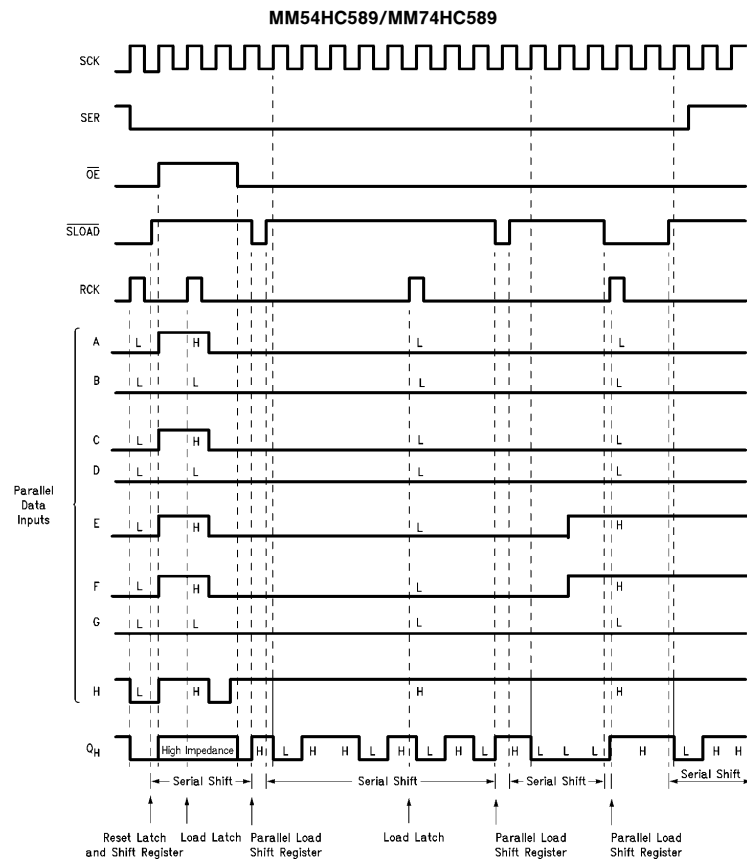 MM54HC589/MM74HC589
SCK
SER
OE
SLOAD
RCK
A L H L L
B L L L L
C L H L L
D L L L L
Parallel
Data
Inputs
E L H L H
F L H L H
G L L L L
H L H H H
QH High Impedance H L H H L H L H L H L L L H L H H
Serial Shift Serial Shift Serial Shift Serial Shift
Reset Latch
and Shift Register
Load Latch
Parallel Load
Shift Register
Load Latch
Parallel Load
Shift Register
Parallel Load
Shift Register